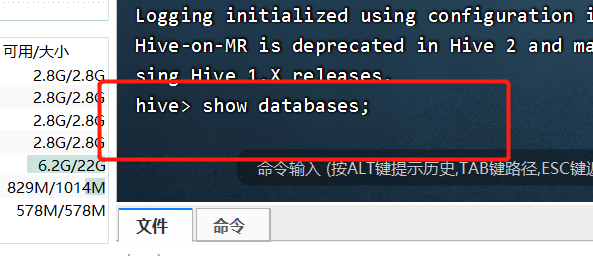 Logging initialized using configuration i
Hive-on-MR is deprecated in Hive 2 and ma
sing Hive 1.X releases.
hive> show databases;
命令输入 (按ALT键提示历史,TAB键路径,ESC键返
可用/大小
2.8G/2.8G
2.8G/2.8G
2.8G/2.8G
2.8G/2.8G
6.2G/22G
829M/1014M
578M/578M
文件
命令